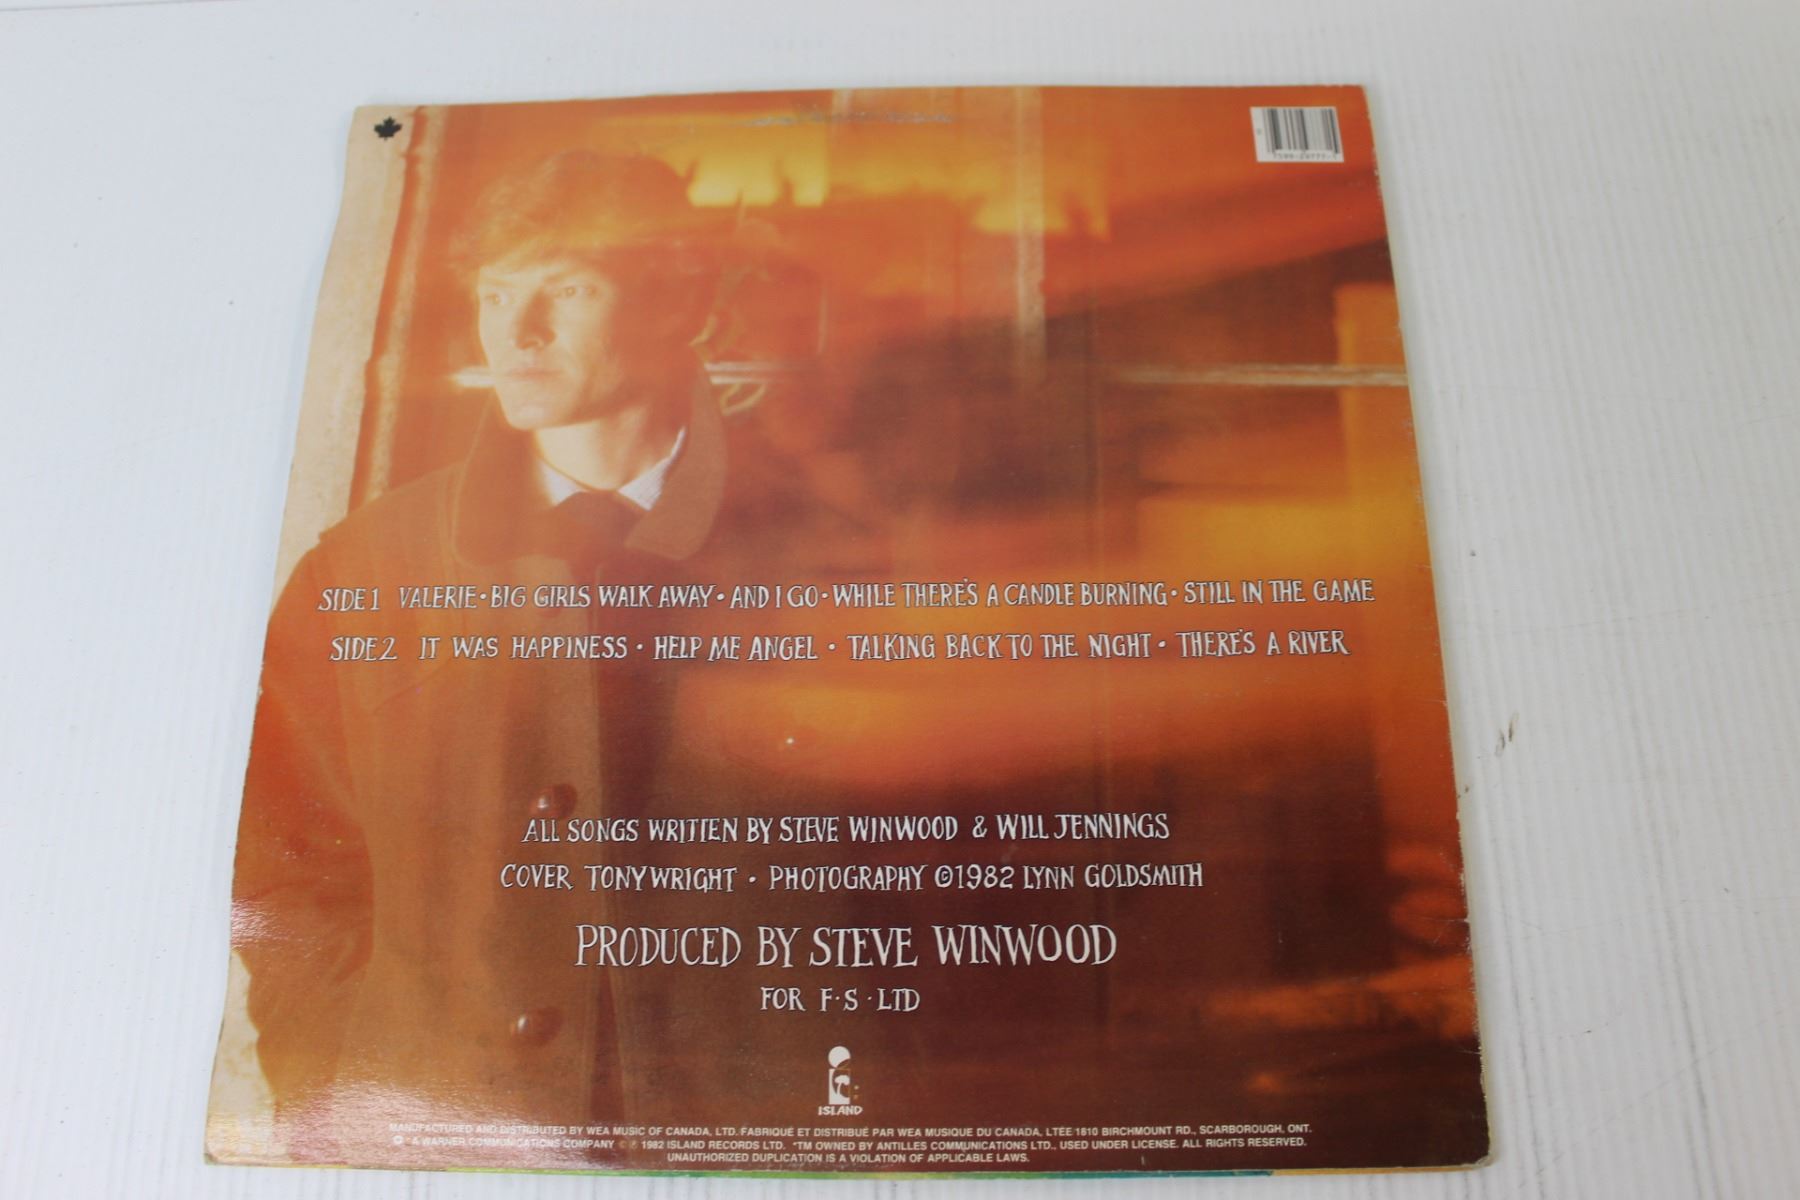 7599-23777-1
SIDE 1 VALERIE • BIG GIRLS WALK AWAY • AND I GO • WHILE THERE'S A CANDLE BURNING • STILL IN THE GAME
SIDE 2 IT WAS HAPPINESS • HELP ME ANGEL • TALKING BACK TO THE NIGHT • THERE'S A RIVER
ALL SONGS WRITTEN BY STEVE WINWOOD & WILL JENNINGS
COVER TONY WRIGHT • PHOTOGRAPHY ©1982 LYNN GOLDSMITH
PRODUCED BY STEVE WINWOOD
FOR F·S·LTD
ISLAND
MANUFACTURED AND DISTRIBUTED BY WEA MUSIC OF CANADA, LTD. FABRIQUÉ ET DISTRIBUÉ PAR WEA MUSIQUE DU CANADA, LTÉE 1810 BIRCHMOUNT RD., SCARBOROUGH, ONT.
A WARNER COMMUNICATIONS COMPANY © ℗ 1982 ISLAND RECORDS LTD. *TM OWNED BY ANTILLES COMMUNICATIONS LTD., USED UNDER LICENSE. ALL RIGHTS RESERVED.
UNAUTHORIZED DUPLICATION IS A VIOLATION OF APPLICABLE LAWS.